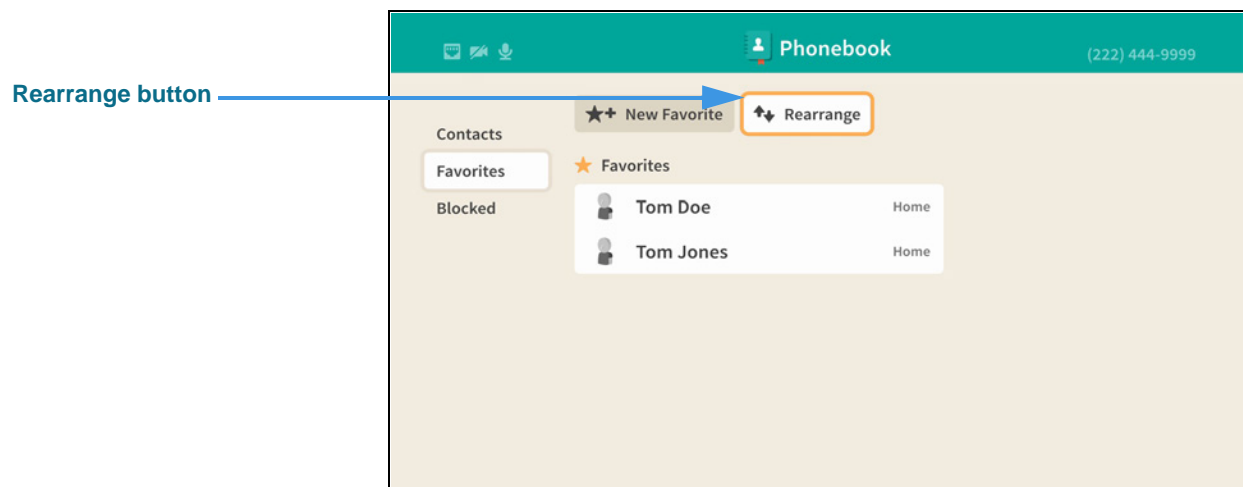 Phonebook
(222) 444-9999
Rearrange button
New Favorite
Rearrange
Contacts
Favorites
Blocked
Favorites
Tom Doe Home
Tom Jones Home